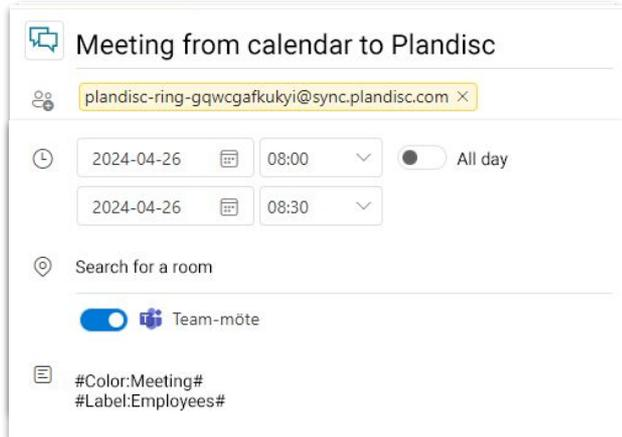 Meeting from calendar to Plandisc
plandisc-ring-gqwcgafkukyi@sync.plandisc.com ×
2024-04-26 08:00 All day
2024-04-26 08:30
Search for a room
Team-möte
#Color:Meeting#
#Label:Employees#